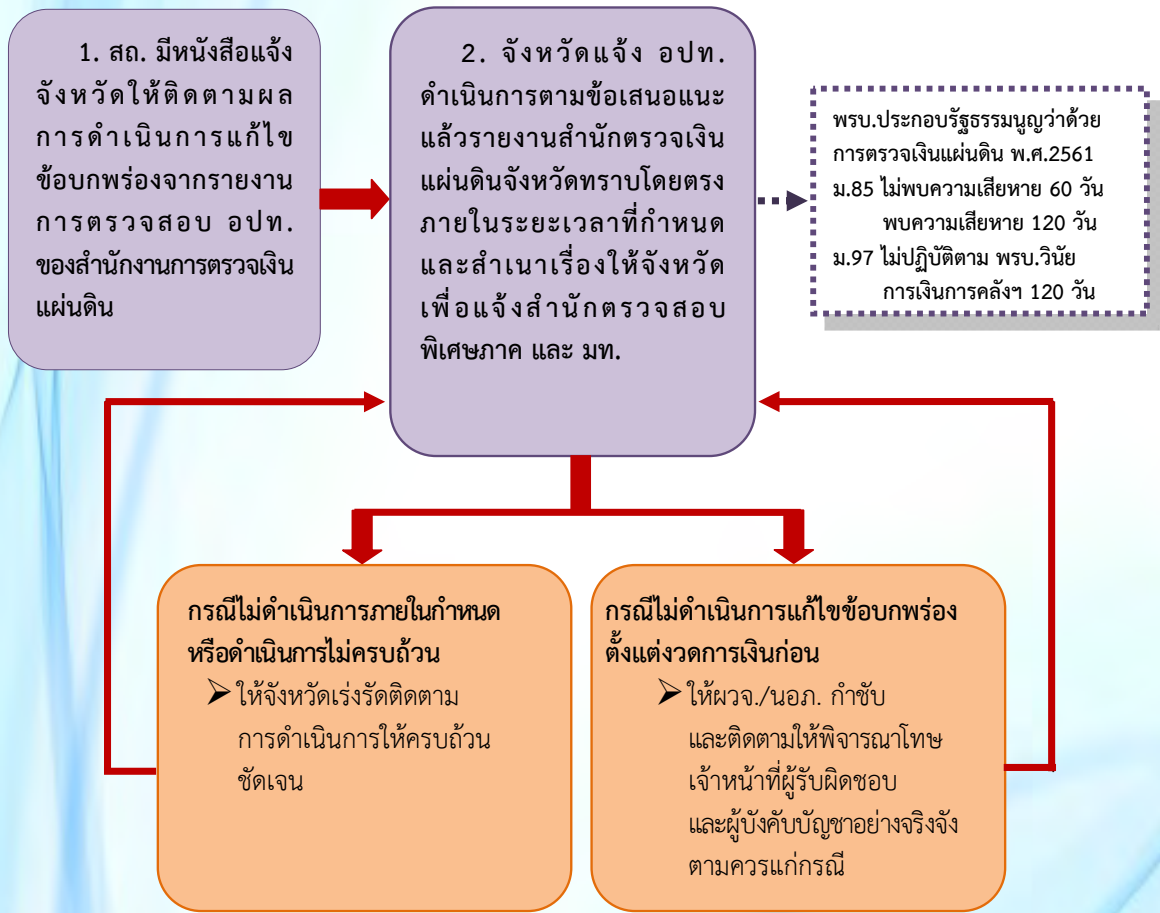 1. สถ. มีหนังสือแจ้ง
จังหวัดให้ติดตามผล
การดำเนินการแก้ไข
ข้อบกพร่องจากรายงาน
การตรวจสอบ อปท.
ของสำนักงานการตรวจเงิน
แผ่นดิน
2. จังหวัดแจ้ง อปท.
ดำเนินการตามข้อเสนอแนะ
แล้วรายงานสำนักตรวจเงิน
แผ่นดินจังหวัดทราบโดยตรง
ภายในระยะเวลาที่กำหนด
และสำเนาเรื่องให้จังหวัด
เพื่อแจ้งสำนักตรวจสอบ
พิเศษภาค และ มท.
พรบ.ประกอบรัฐธรรมนูญว่าด้วย
การตรวจเงินแผ่นดิน พ.ศ.2561
ม.85 ไม่พบความเสียหาย 60 วัน
พบความเสียหาย 120 วัน
ม.97 ไม่ปฏิบัติตาม พรบ.วินัย
การเงินการคลังฯ 120 วัน
กรณีไม่ดำเนินการภายในกำหนด
หรือดำเนินการไม่ครบถ้วน
➢ ให้จังหวัดเร่งรัดติดตาม
การดำเนินการให้ครบถ้วน
ชัดเจน
กรณีไม่ดำเนินการแก้ไขข้อบกพร่อง
ตั้งแต่งวดการเงินก่อน
➢ ให้ผวจ./นอภ. กำชับ
และติดตามให้พิจารณาโทษ
เจ้าหน้าที่ผู้รับผิดชอบ
และผู้บังคับบัญชาอย่างจริงจัง
ตามควรแก่กรณี